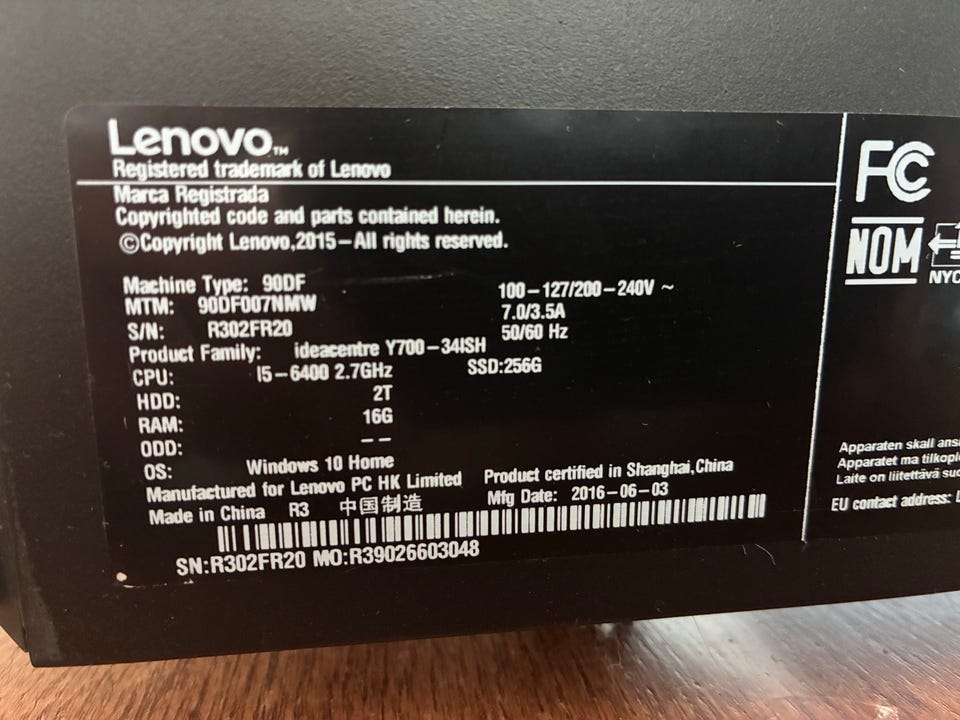 Lenovo™
Registered trademark of Lenovo
Marca Registrada
Copyrighted code and parts contained herein.
©Copyright Lenovo,2015–All rights reserved.
Machine Type: 90DF
MTM: 90DF007NMW
S/N: R302FR20
Product Family: ideacentre Y700-34ISH
CPU: I5-6400 2.7GHz SSD:256G
HDD: 2T
RAM: 16G
ODD: --
OS: Windows 10 Home
Manufactured for Lenovo PC HK Limited
Made in China R3 中国制造
100-127/200-240V ~
7.0/3.5A
50/60 Hz
Product certified in Shanghai,China
Mfg Date: 2016-06-03
SN:R302FR20 MO:R39026603048
FC
NOM
NYC
Apparaten skall ans
Apparatet ma tilkopl
Laite on liitettävä suo
EU contact address: L